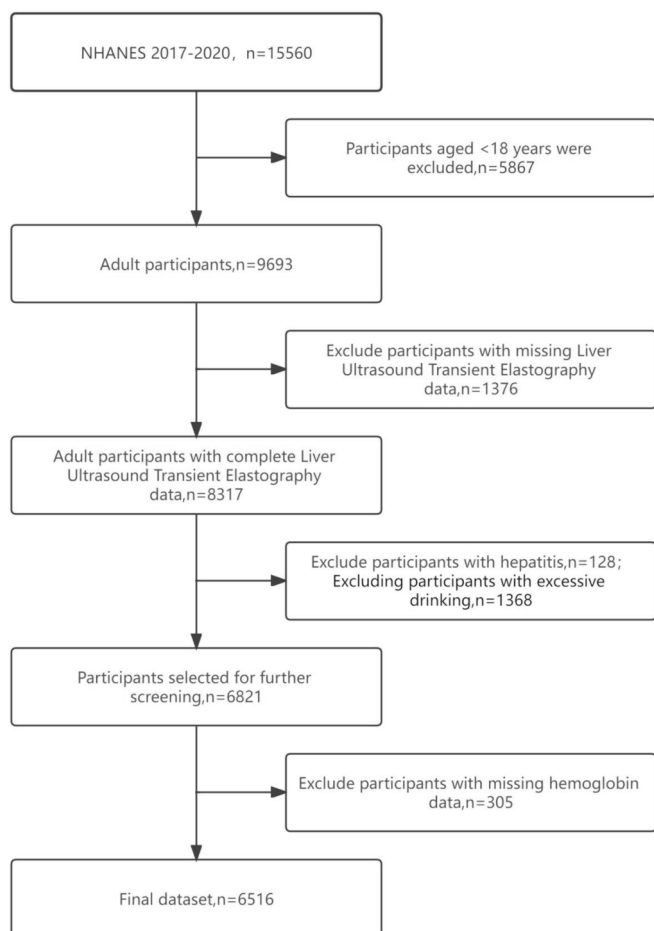 NHANES 2017-2020，n=15560
Participants aged <18 years were
excluded,n=5867
Adult participants,n=9693
Exclude participants with missing Liver
Ultrasound Transient Elastography
data,n=1376
Adult participants with complete Liver
Ultrasound Transient Elastography
data,n=8317
Exclude participants with hepatitis,n=128；
Excluding participants with excessive
drinking,n=1368
Participants selected for further
screening,n=6821
Exclude participants with missing hemoglobin
data,n=305
Final dataset,n=6516